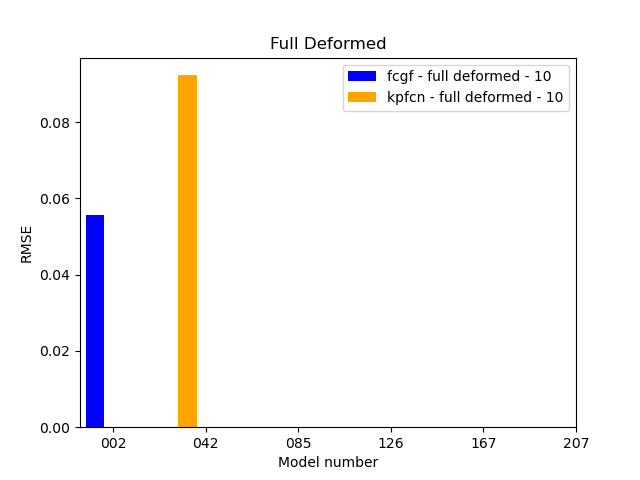 Full Deformed
fcgf - full deformed - 10
kpfcn - full deformed - 10
RMSE
0.08
0.06
0.04
0.02
0.00
002 042 085 126 167 207
Model number